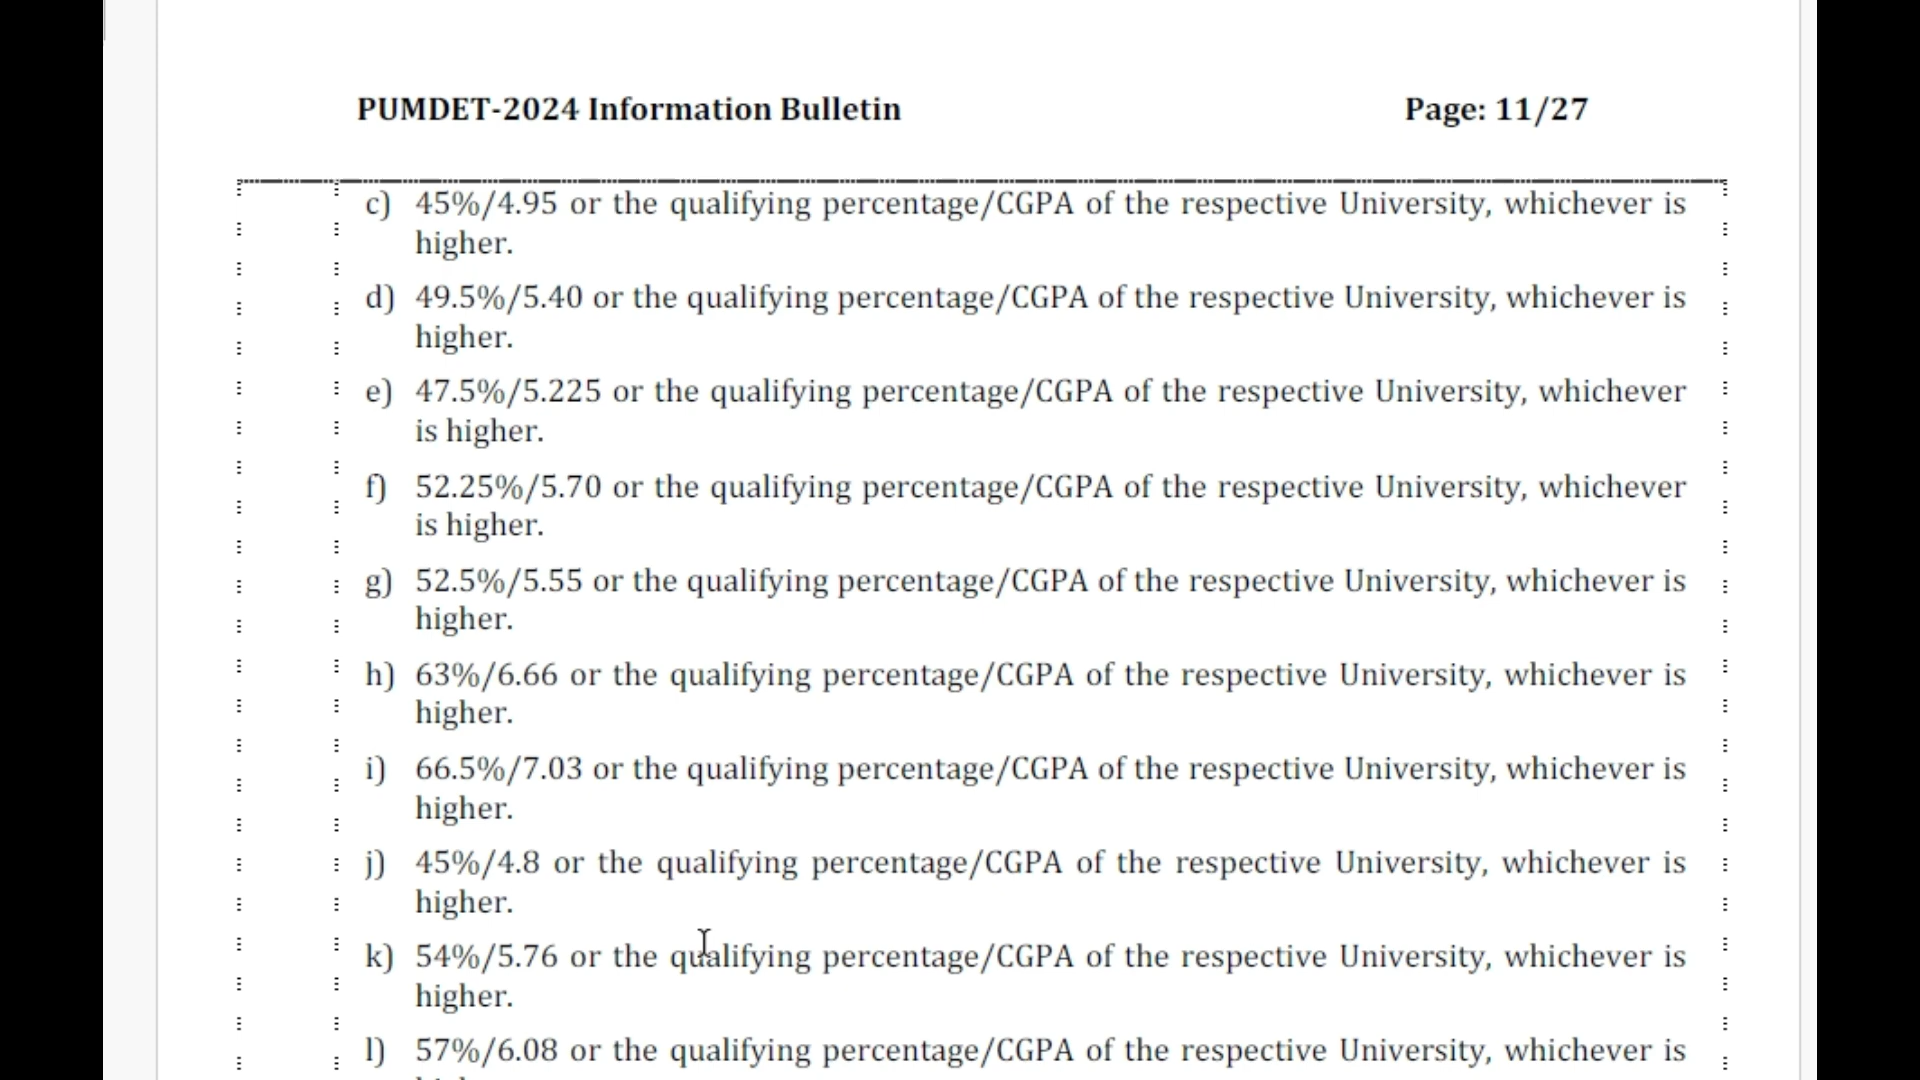 PUMDET-2024 Information Bulletin Page: 11/27
c) 45%/4.95 or the qualifying percentage/CGPA of the respective University, whichever is
higher.
d) 49.5%/5.40 or the qualifying percentage/CGPA of the respective University, whichever is
higher.
e) 47.5%/5.225 or the qualifying percentage/CGPA of the respective University, whichever
is higher.
f) 52.25%/5.70 or the qualifying percentage/CGPA of the respective University, whichever
is higher.
g) 52.5%/5.55 or the qualifying percentage/CGPA of the respective University, whichever is
higher.
h) 63%/6.66 or the qualifying percentage/CGPA of the respective University, whichever is
higher.
i) 66.5%/7.03 or the qualifying percentage/CGPA of the respective University, whichever is
higher.
j) 45%/4.8 or the qualifying percentage/CGPA of the respective University, whichever is
higher.
k) 54%/5.76 or the qualifying percentage/CGPA of the respective University, whichever is
higher.
l) 57%/6.08 or the qualifying percentage/CGPA of the respective University, whichever is